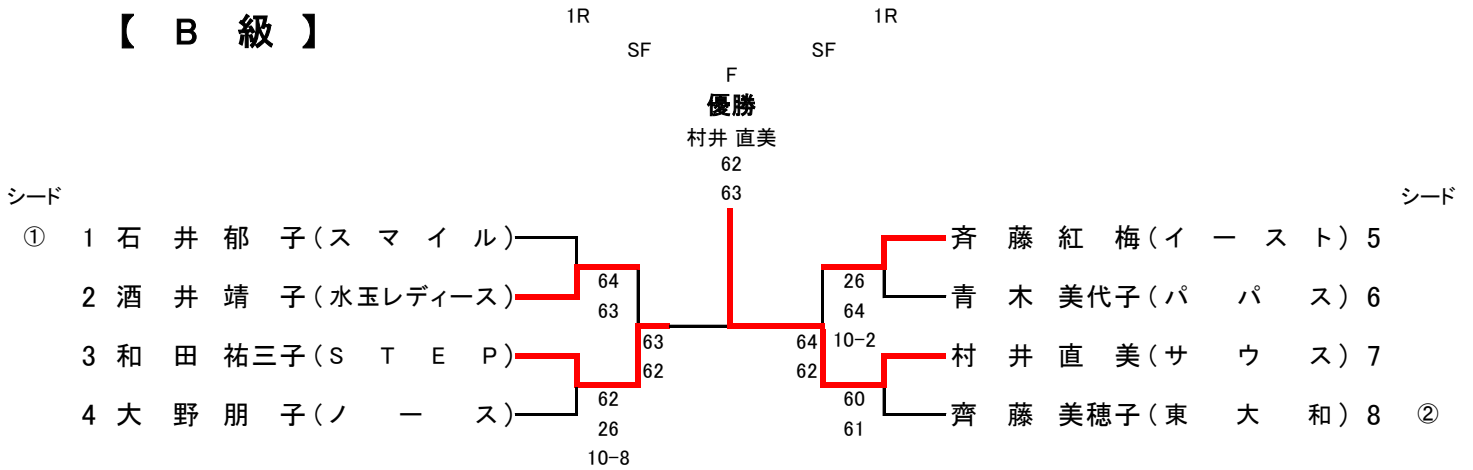 【 B 級 】
1R 1R
SF SF
F
優勝
村井 直美
62
63
シード シード
① 1 石井郁子(スマイル) 斉藤紅梅(イースト) 5
64 26
2 酒井靖子(水玉レディース) 青木美代子(パパス) 6
63 64
63 64 10-2
3 和田祐三子(STEP) 村井直美(サウス) 7
62 62
62 60
4 大野朋子(ノース) 齊藤美穂子(東大和) 8 ②
26 61
10-8